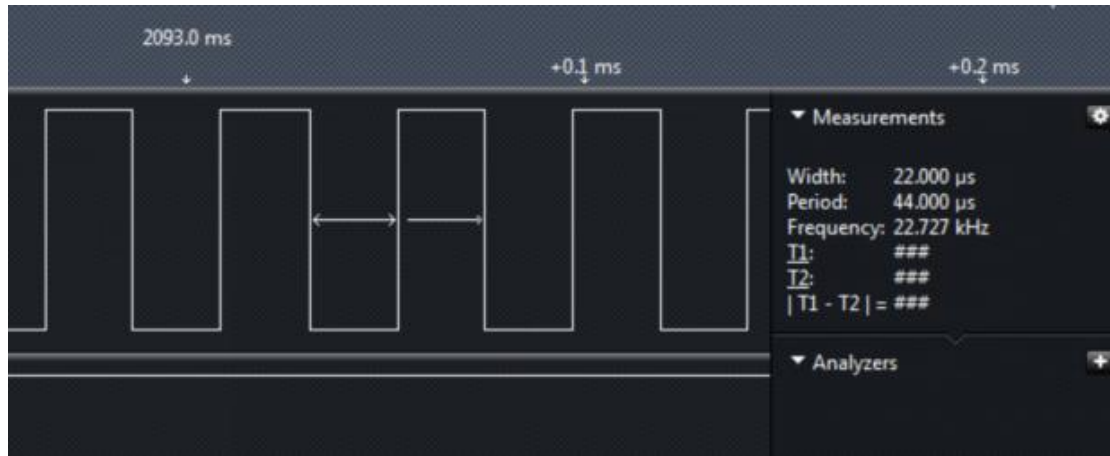 2093.0 ms
+0.1 ms
+0.2 ms
Measurements
Width: 22.000 µs
Period: 44.000 µs
Frequency: 22.727 kHz
T1: ###
T2: ###
| T1 - T2 | = ###
Analyzers